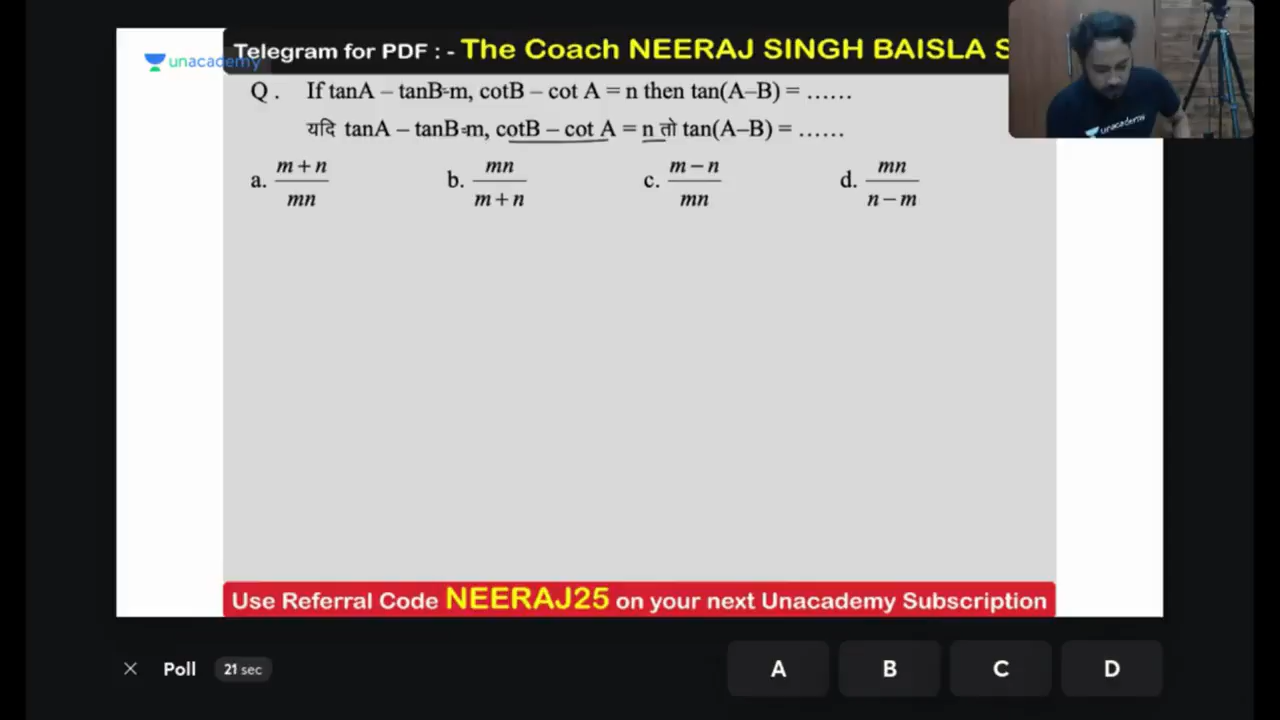 Telegram for PDF : - The Coach NEERAJ SINGH BAISLA S
unacademy
Q . If tanA – tanB=m, cotB – cot A = n then tan(A–B) = ……
यदि tanA – tanB=m, cotB – cot A = n तो tan(A–B) = ……
a. m + n / mn b. mn / m + n c. m – n / mn d. mn / n – m
unacademy
Use Referral Code NEERAJ25 on your next Unacademy Subscription
× Poll 21 sec A B C D